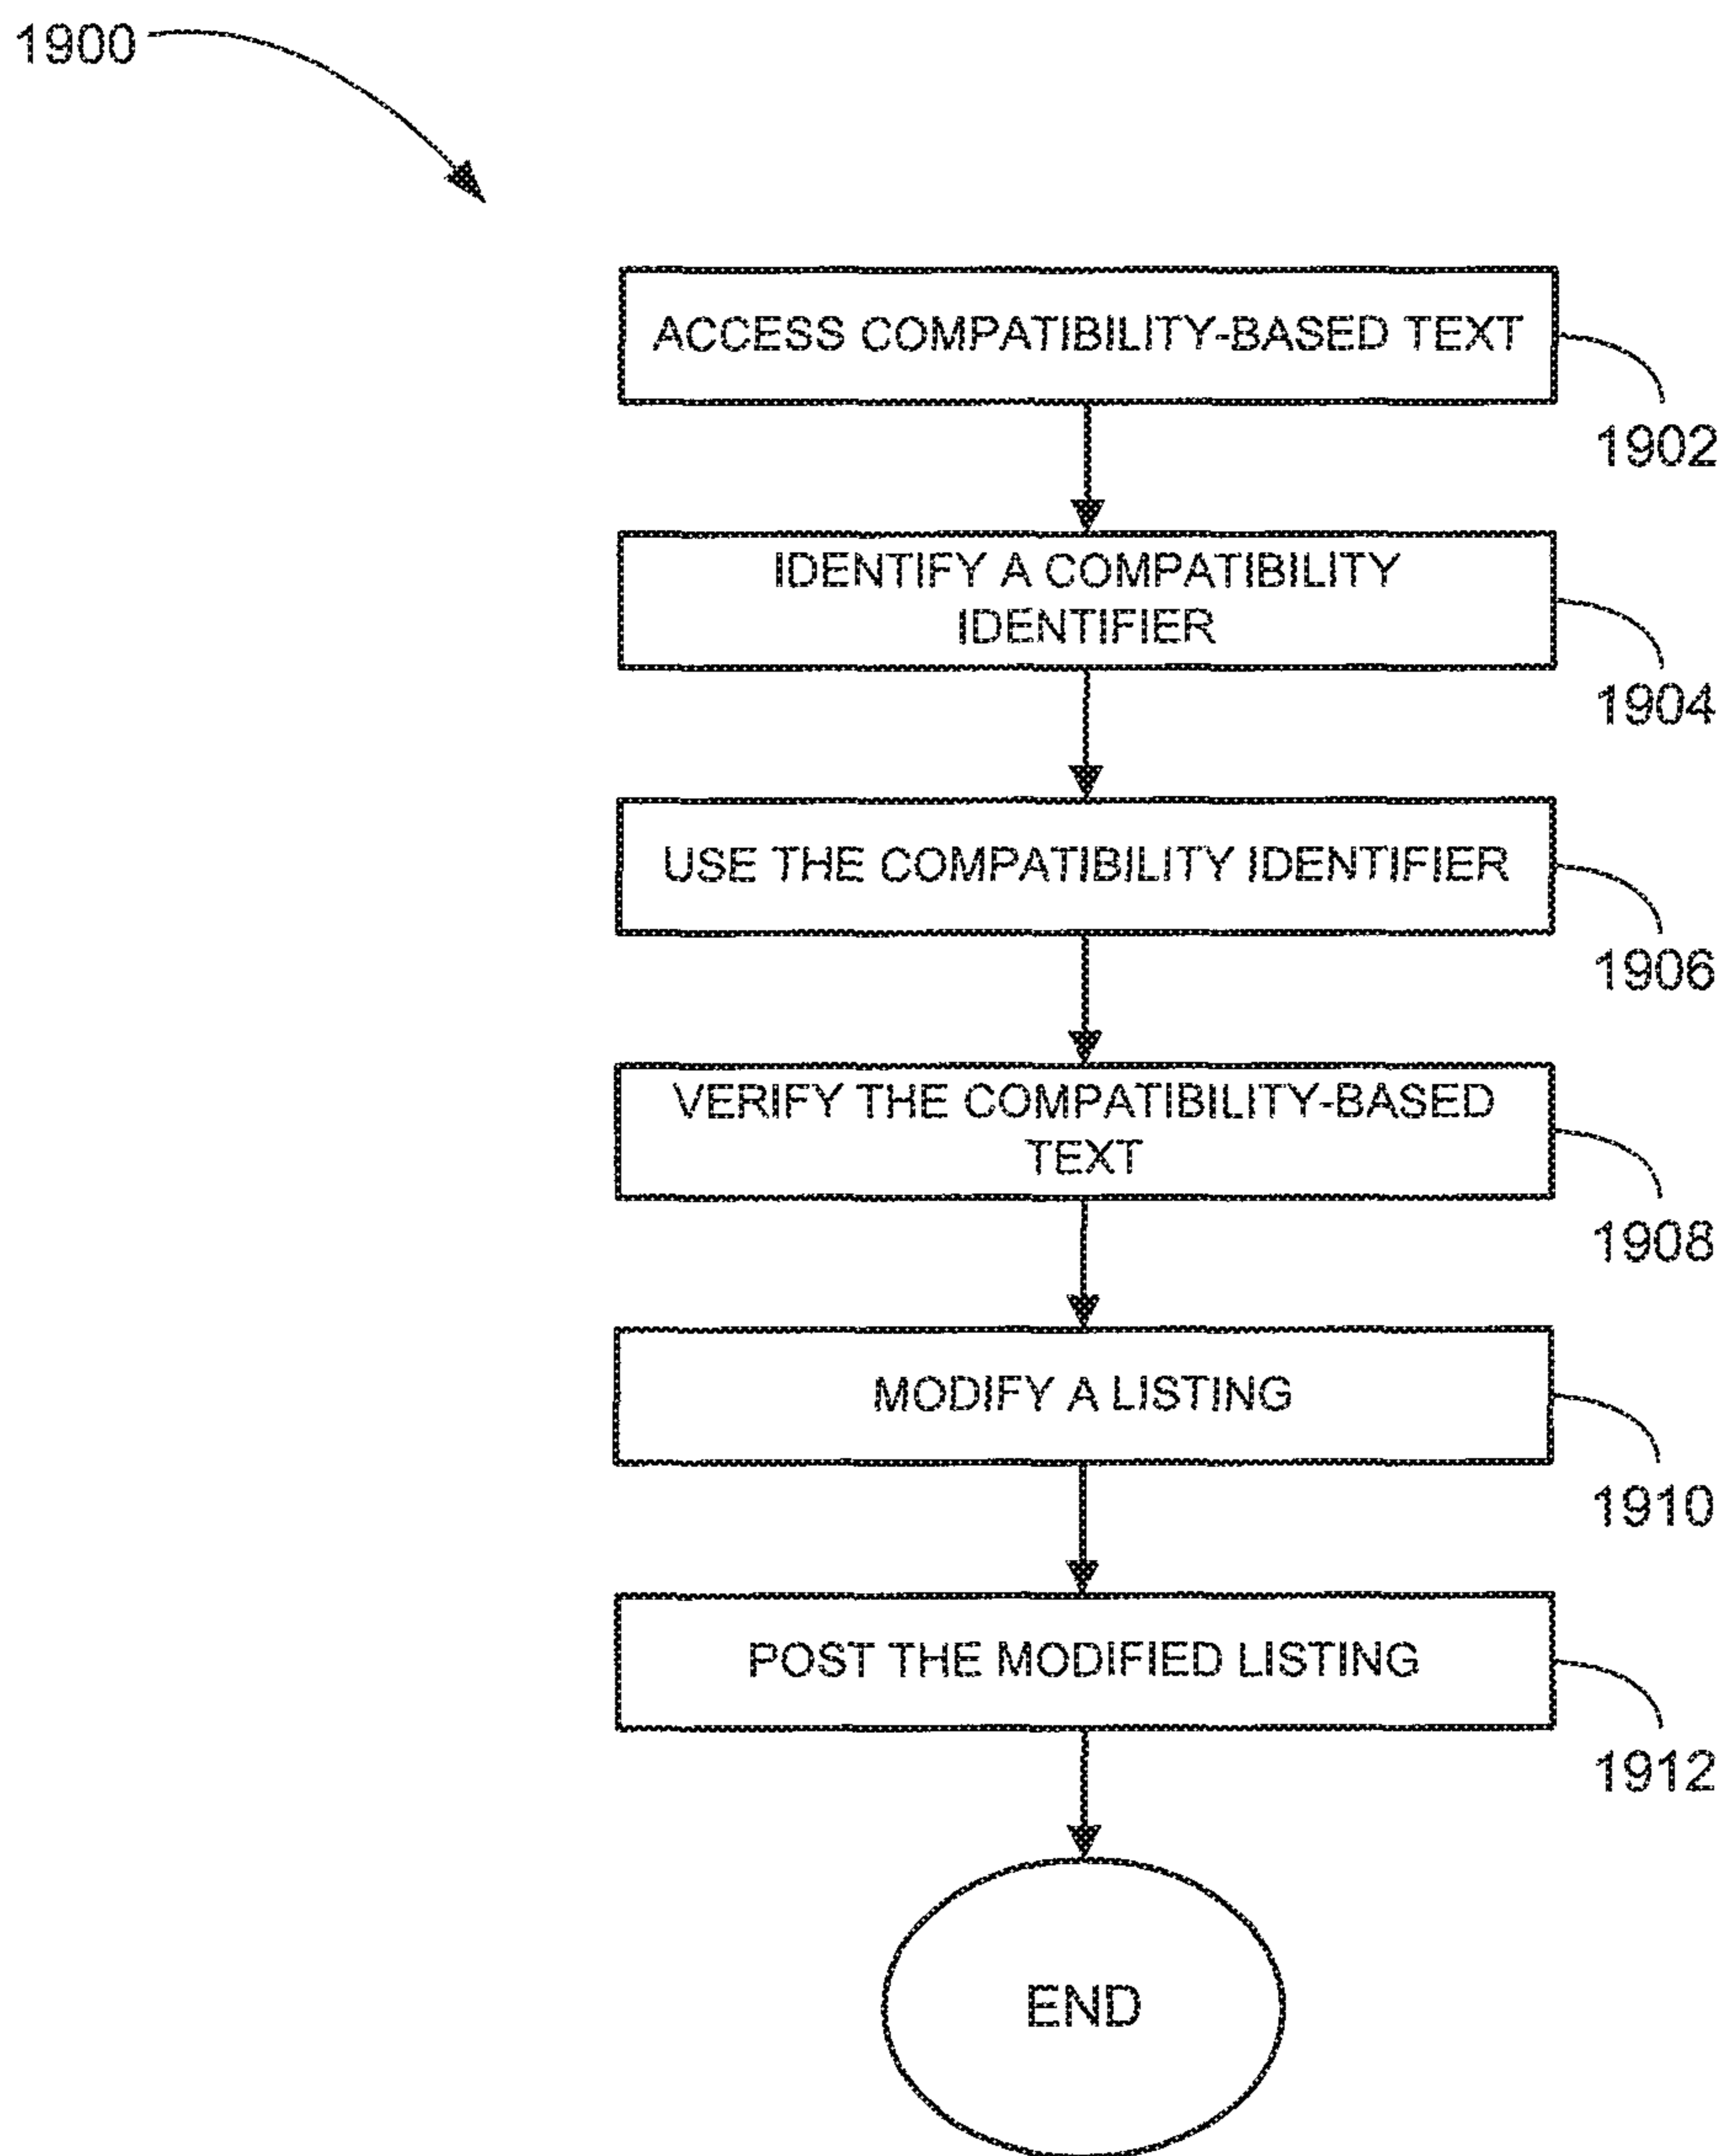 1900
ACCESS COMPATIBILITY-BASED TEXT
1902
IDENTIFY A COMPATIBILITY
IDENTIFIER
1904
USE THE COMPATIBILITY IDENTIFIER
1906
VERIFY THE COMPATIBILITY-BASED
TEXT
1908
MODIFY A LISTING
1910
POST THE MODIFIED LISTING
1912
END